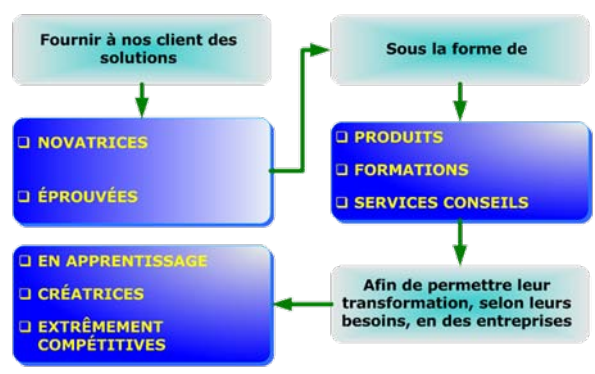 Fournir à nos client des
solutions
❑ NOVATRICES
❑ ÉPROUVÉES
Sous la forme de
❑ PRODUITS
❑ FORMATIONS
❑ SERVICES CONSEILS
Afin de permettre leur
transformation, selon leurs
besoins, en des entreprises
❑ EN APPRENTISSAGE
❑ CRÉATRICES
❑ EXTRÊMEMENT
COMPÉTITIVES